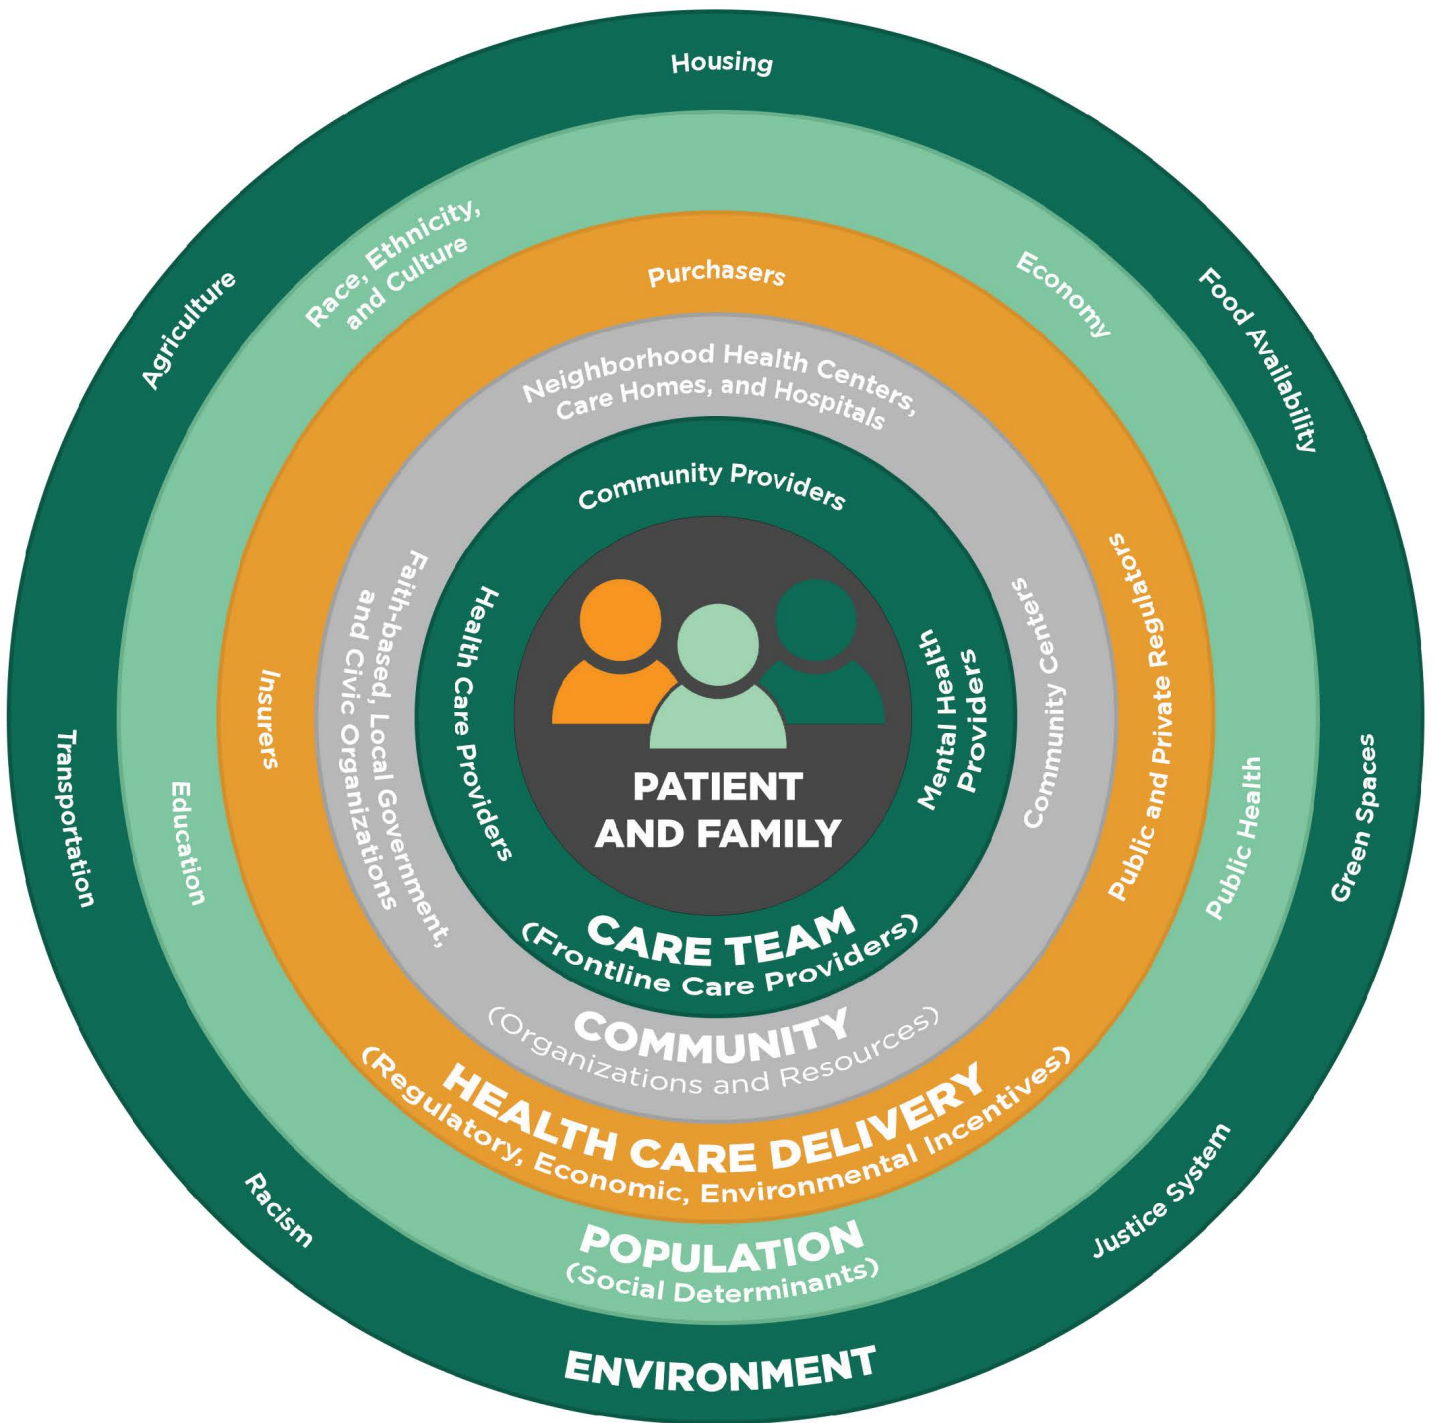 Housing
Agriculture
Food Availability
Transportation
Green Spaces
Racism
Justice System
ENVIRONMENT
Race, Ethnicity,
and Culture
Economy
Education
Public Health
POPULATION
(Social Determinants)
Purchasers
Insurers
Public and Private Regulators
HEALTH CARE DELIVERY
(Regulatory, Economic, Environmental Incentives)
Neighborhood Health Centers,
Care Homes, and Hospitals
Faith-based, Local Government,
and Civic Organizations
Community Centers
COMMUNITY
(Organizations and Resources)
Community Providers
Health Care Providers
Mental Health
Providers
CARE TEAM
(Frontline Care Providers)
PATIENT
AND FAMILY